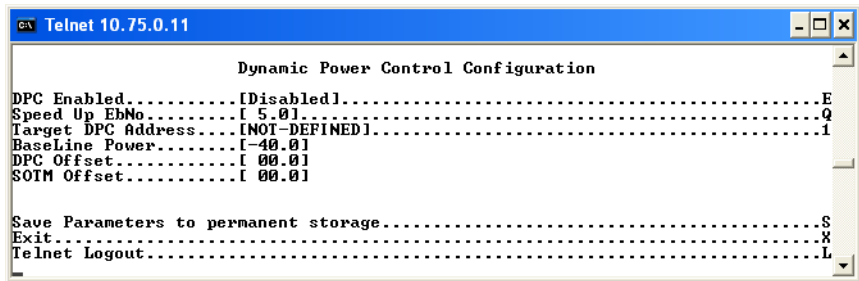 Telnet 10.75.0.11
Dynamic Power Control Configuration
DPC Enabled...........[Disabled]................................................E
Speed Up EbNo.........[ 5.0]....................................................Q
Target DPC Address....[NOT-DEFINED].............................................1
BaseLine Power........[-40.0]
DPC Offset............[ 00.0]
SOTM Offset...........[ 00.0]
Save Parameters to permanent storage............................................S
Exit............................................................................X
Telnet Logout...................................................................L